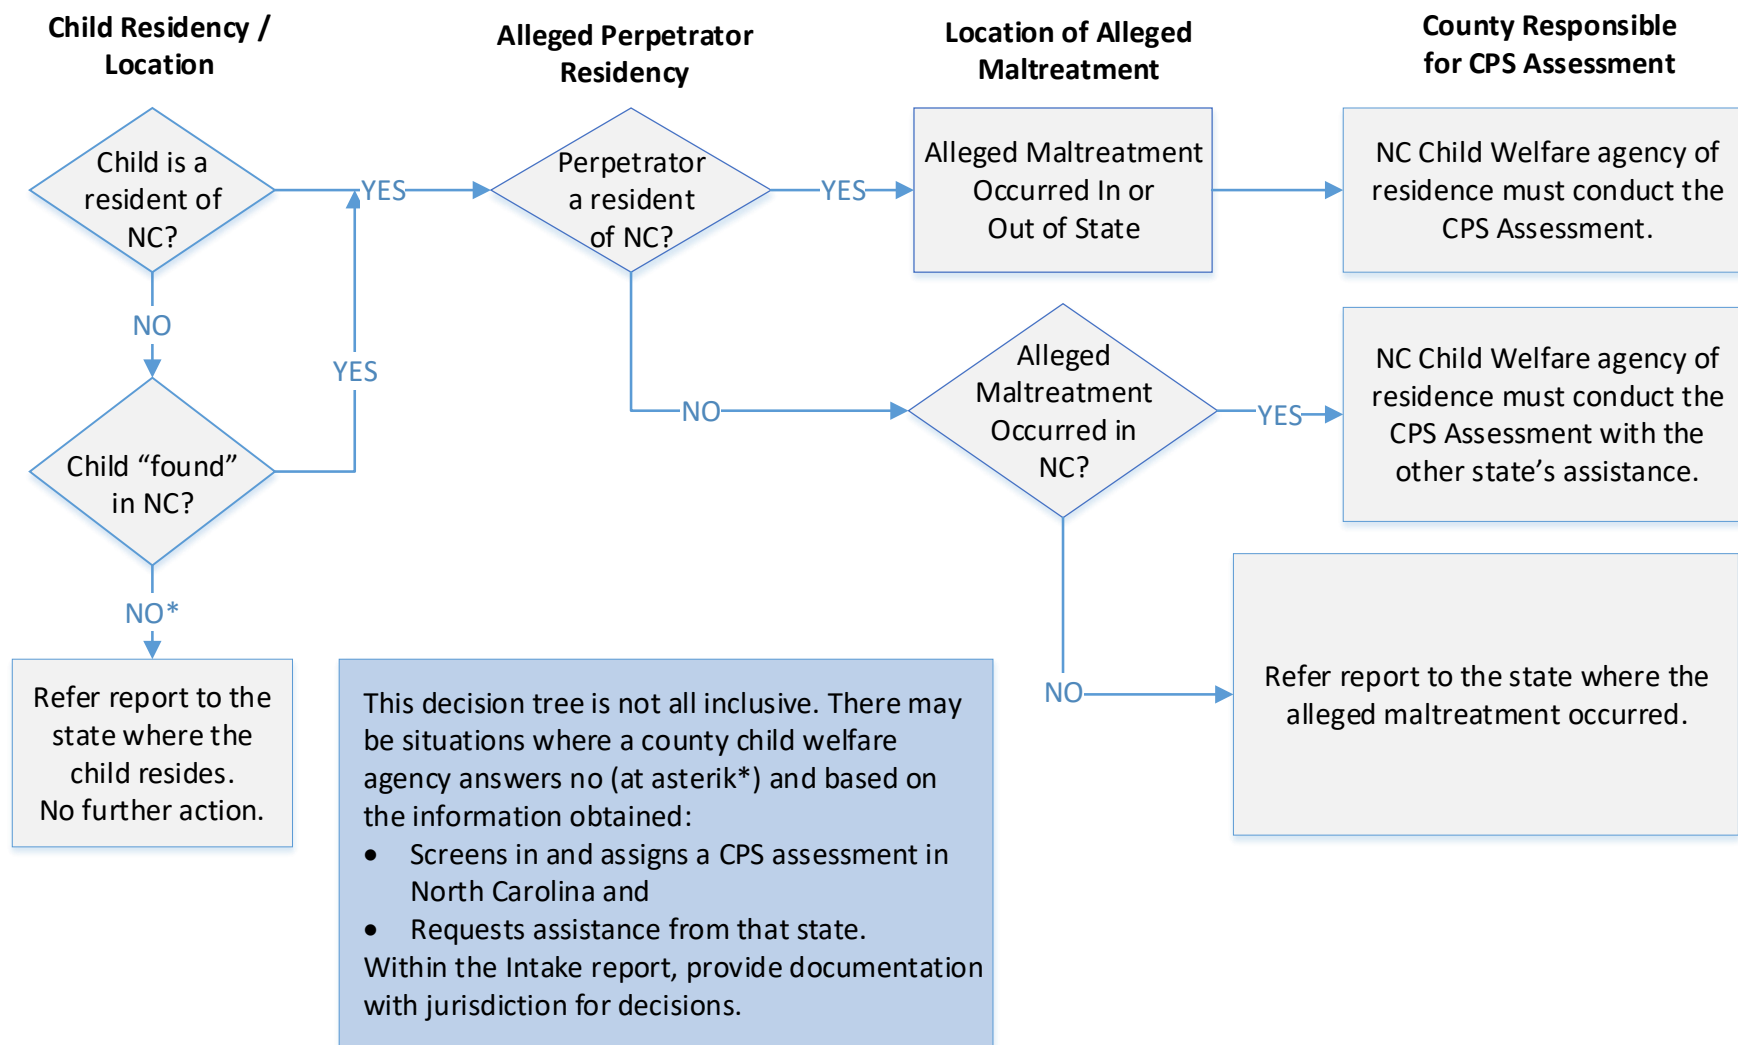 Child Residency /
Location
Alleged Perpetrator
Residency
Location of Alleged
Maltreatment
County Responsible
for CPS Assessment
Child is a
resident of
NC?
YES
Perpetrator
a resident
of NC?
YES
Alleged Maltreatment
Occurred In or
Out of State
NC Child Welfare agency of
residence must conduct the
CPS Assessment.
NO
YES
Child “found”
in NC?
NO
Alleged
Maltreatment
Occurred in
NC?
YES
NC Child Welfare agency of
residence must conduct the
CPS Assessment with the
other state’s assistance.
NO*
Refer report to the
state where the
child resides.
No further action.
NO
Refer report to the state where the
alleged maltreatment occurred.
This decision tree is not all inclusive. There may
be situations where a county child welfare
agency answers no (at asterik*) and based on
the information obtained:
• Screens in and assigns a CPS assessment in
North Carolina and
• Requests assistance from that state.
Within the Intake report, provide documentation
with jurisdiction for decisions.